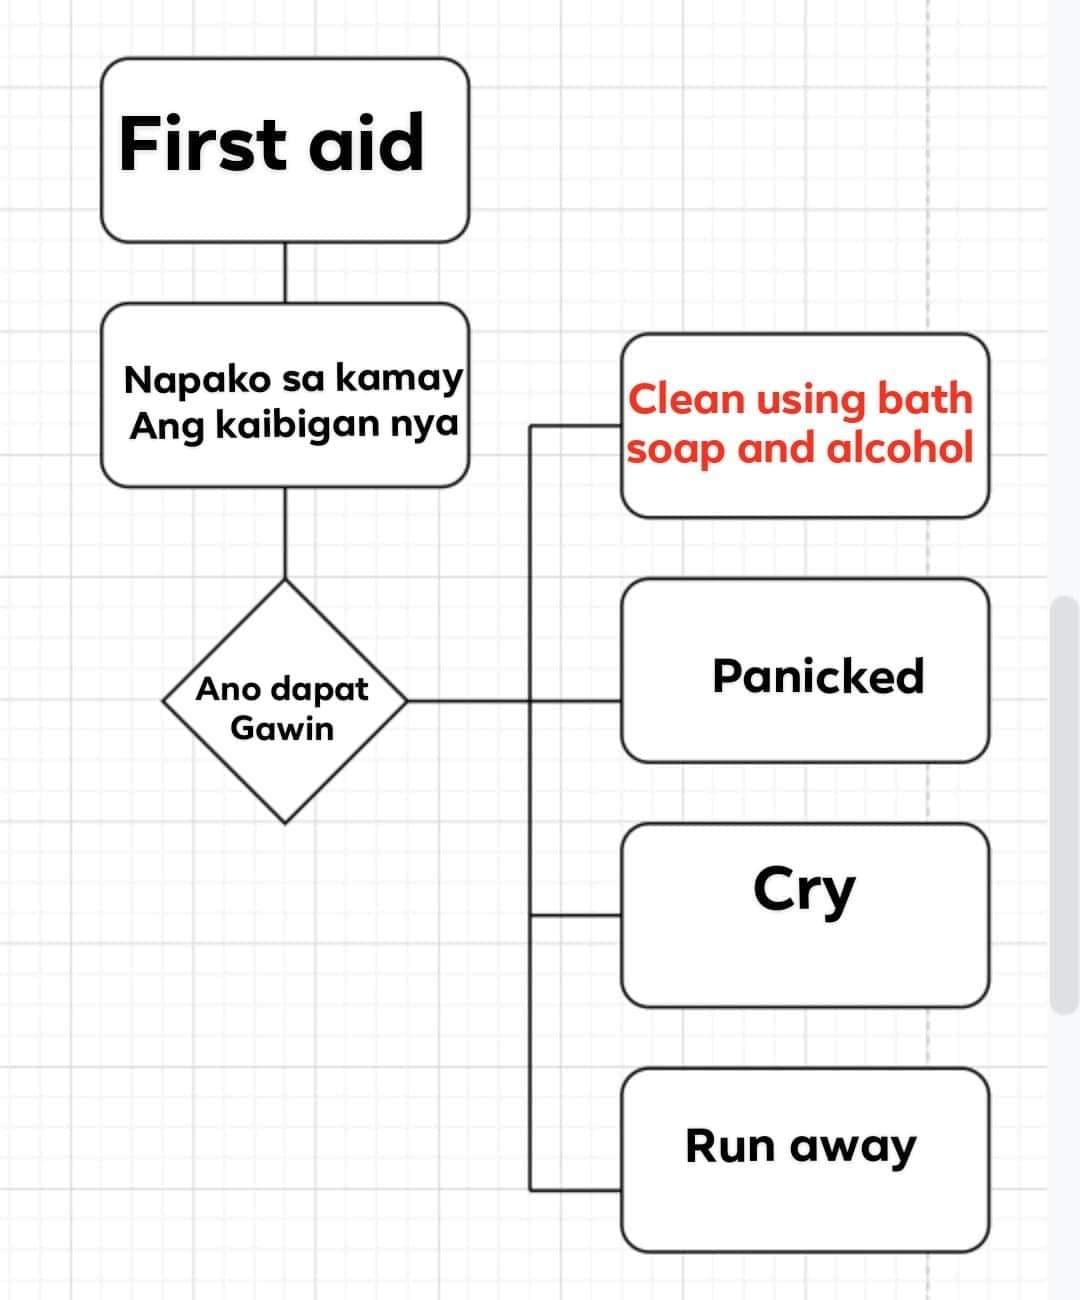 First aid
Napako sa kamay
Ang kaibigan nya
Ano dapat
Gawin
Clean using bath
soap and alcohol
Panicked
Cry
Run away